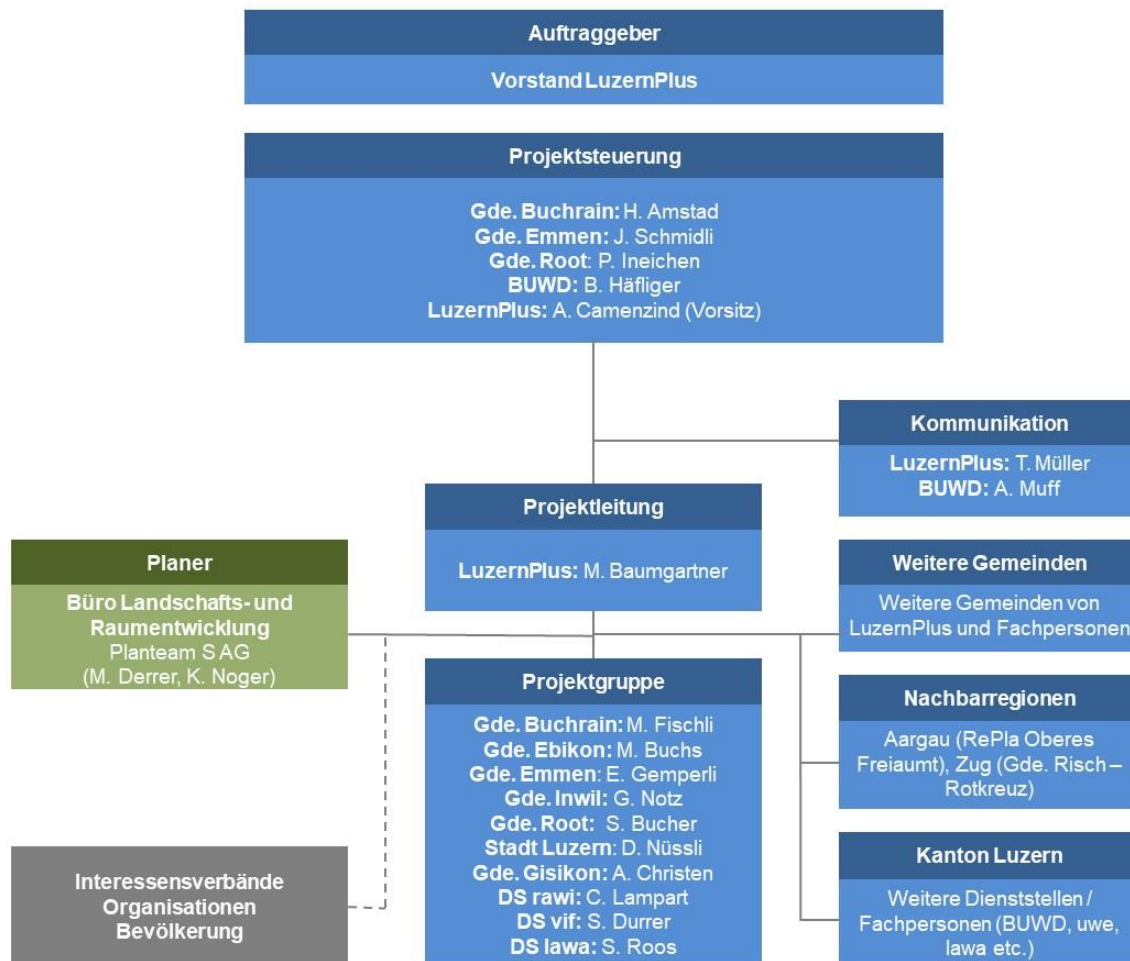 Auftraggeber
Vorstand LuzernPlus
Projektsteuerung
Gde. Buchrain: H. Amstad
Gde. Emmen: J. Schmidli
Gde. Root: P. Ineichen
BUWD: B. Häfliger
LuzernPlus: A. Camenzind (Vorsitz)
Kommunikation
LuzernPlus: T. Müller
BUWD: A. Muff
Projektleitung
LuzernPlus: M. Baumgartner
Planer
Büro Landschafts- und
Raumentwicklung
Planteam S AG
(M. Derrer, K. Noger)
Weitere Gemeinden
Weitere Gemeinden von
LuzernPlus und Fachpersonen
Projektgruppe
Gde. Buchrain: M. Fischli
Gde. Ebikon: M. Buchs
Gde. Emmen: E. Gemperli
Gde. Inwil: G. Notz
Gde. Root: S. Bucher
Stadt Luzern: D. Nüssli
Gde. Gisikon: A. Christen
DS rawi: C. Lampart
DS vif: S. Durrer
DS lawa: S. Roos
Nachbarregionen
Aargau (RePla Oberes
Freiaumt), Zug (Gde. Risch –
Rotkreuz)
Interessensverbände
Organisationen
Bevölkerung
Kanton Luzern
Weitere Dienststellen /
Fachpersonen (BUWD, uwe,
lawa etc.)